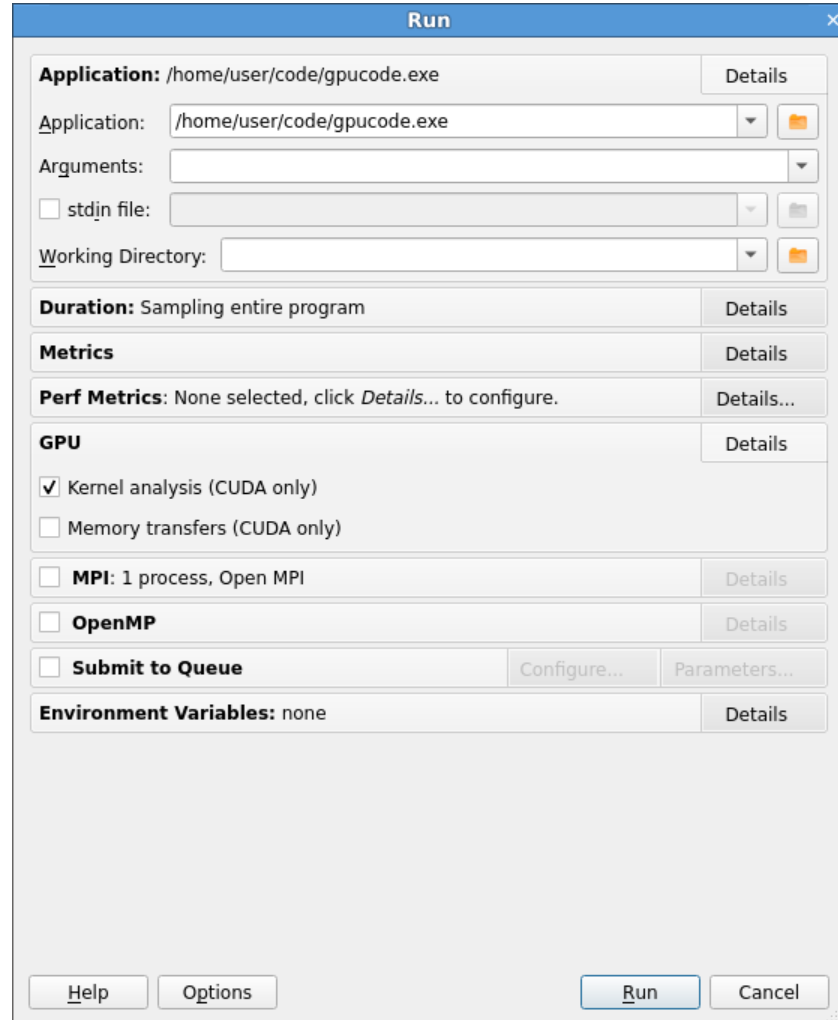 Run
Application: /home/user/code/gpucode.exe Details
Application: /home/user/code/gpucode.exe
Arguments:
stdin file:
Working Directory:
Duration: Sampling entire program Details
Metrics Details
Perf Metrics: None selected, click Details... to configure. Details...
GPU Details
Kernel analysis (CUDA only)
Memory transfers (CUDA only)
MPI: 1 process, Open MPI Details
OpenMP Details
Submit to Queue Configure... Parameters...
Environment Variables: none Details
Help Options Run Cancel